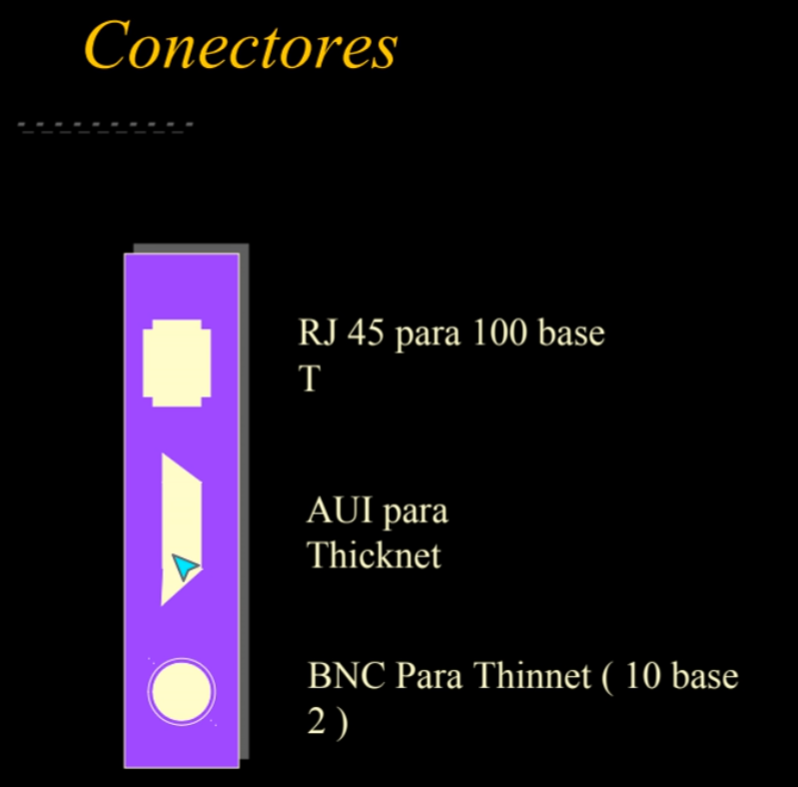 Conectores
RJ 45 para 100 base
T
AUI para
Thicknet
BNC Para Thinnet ( 10 base
2 )